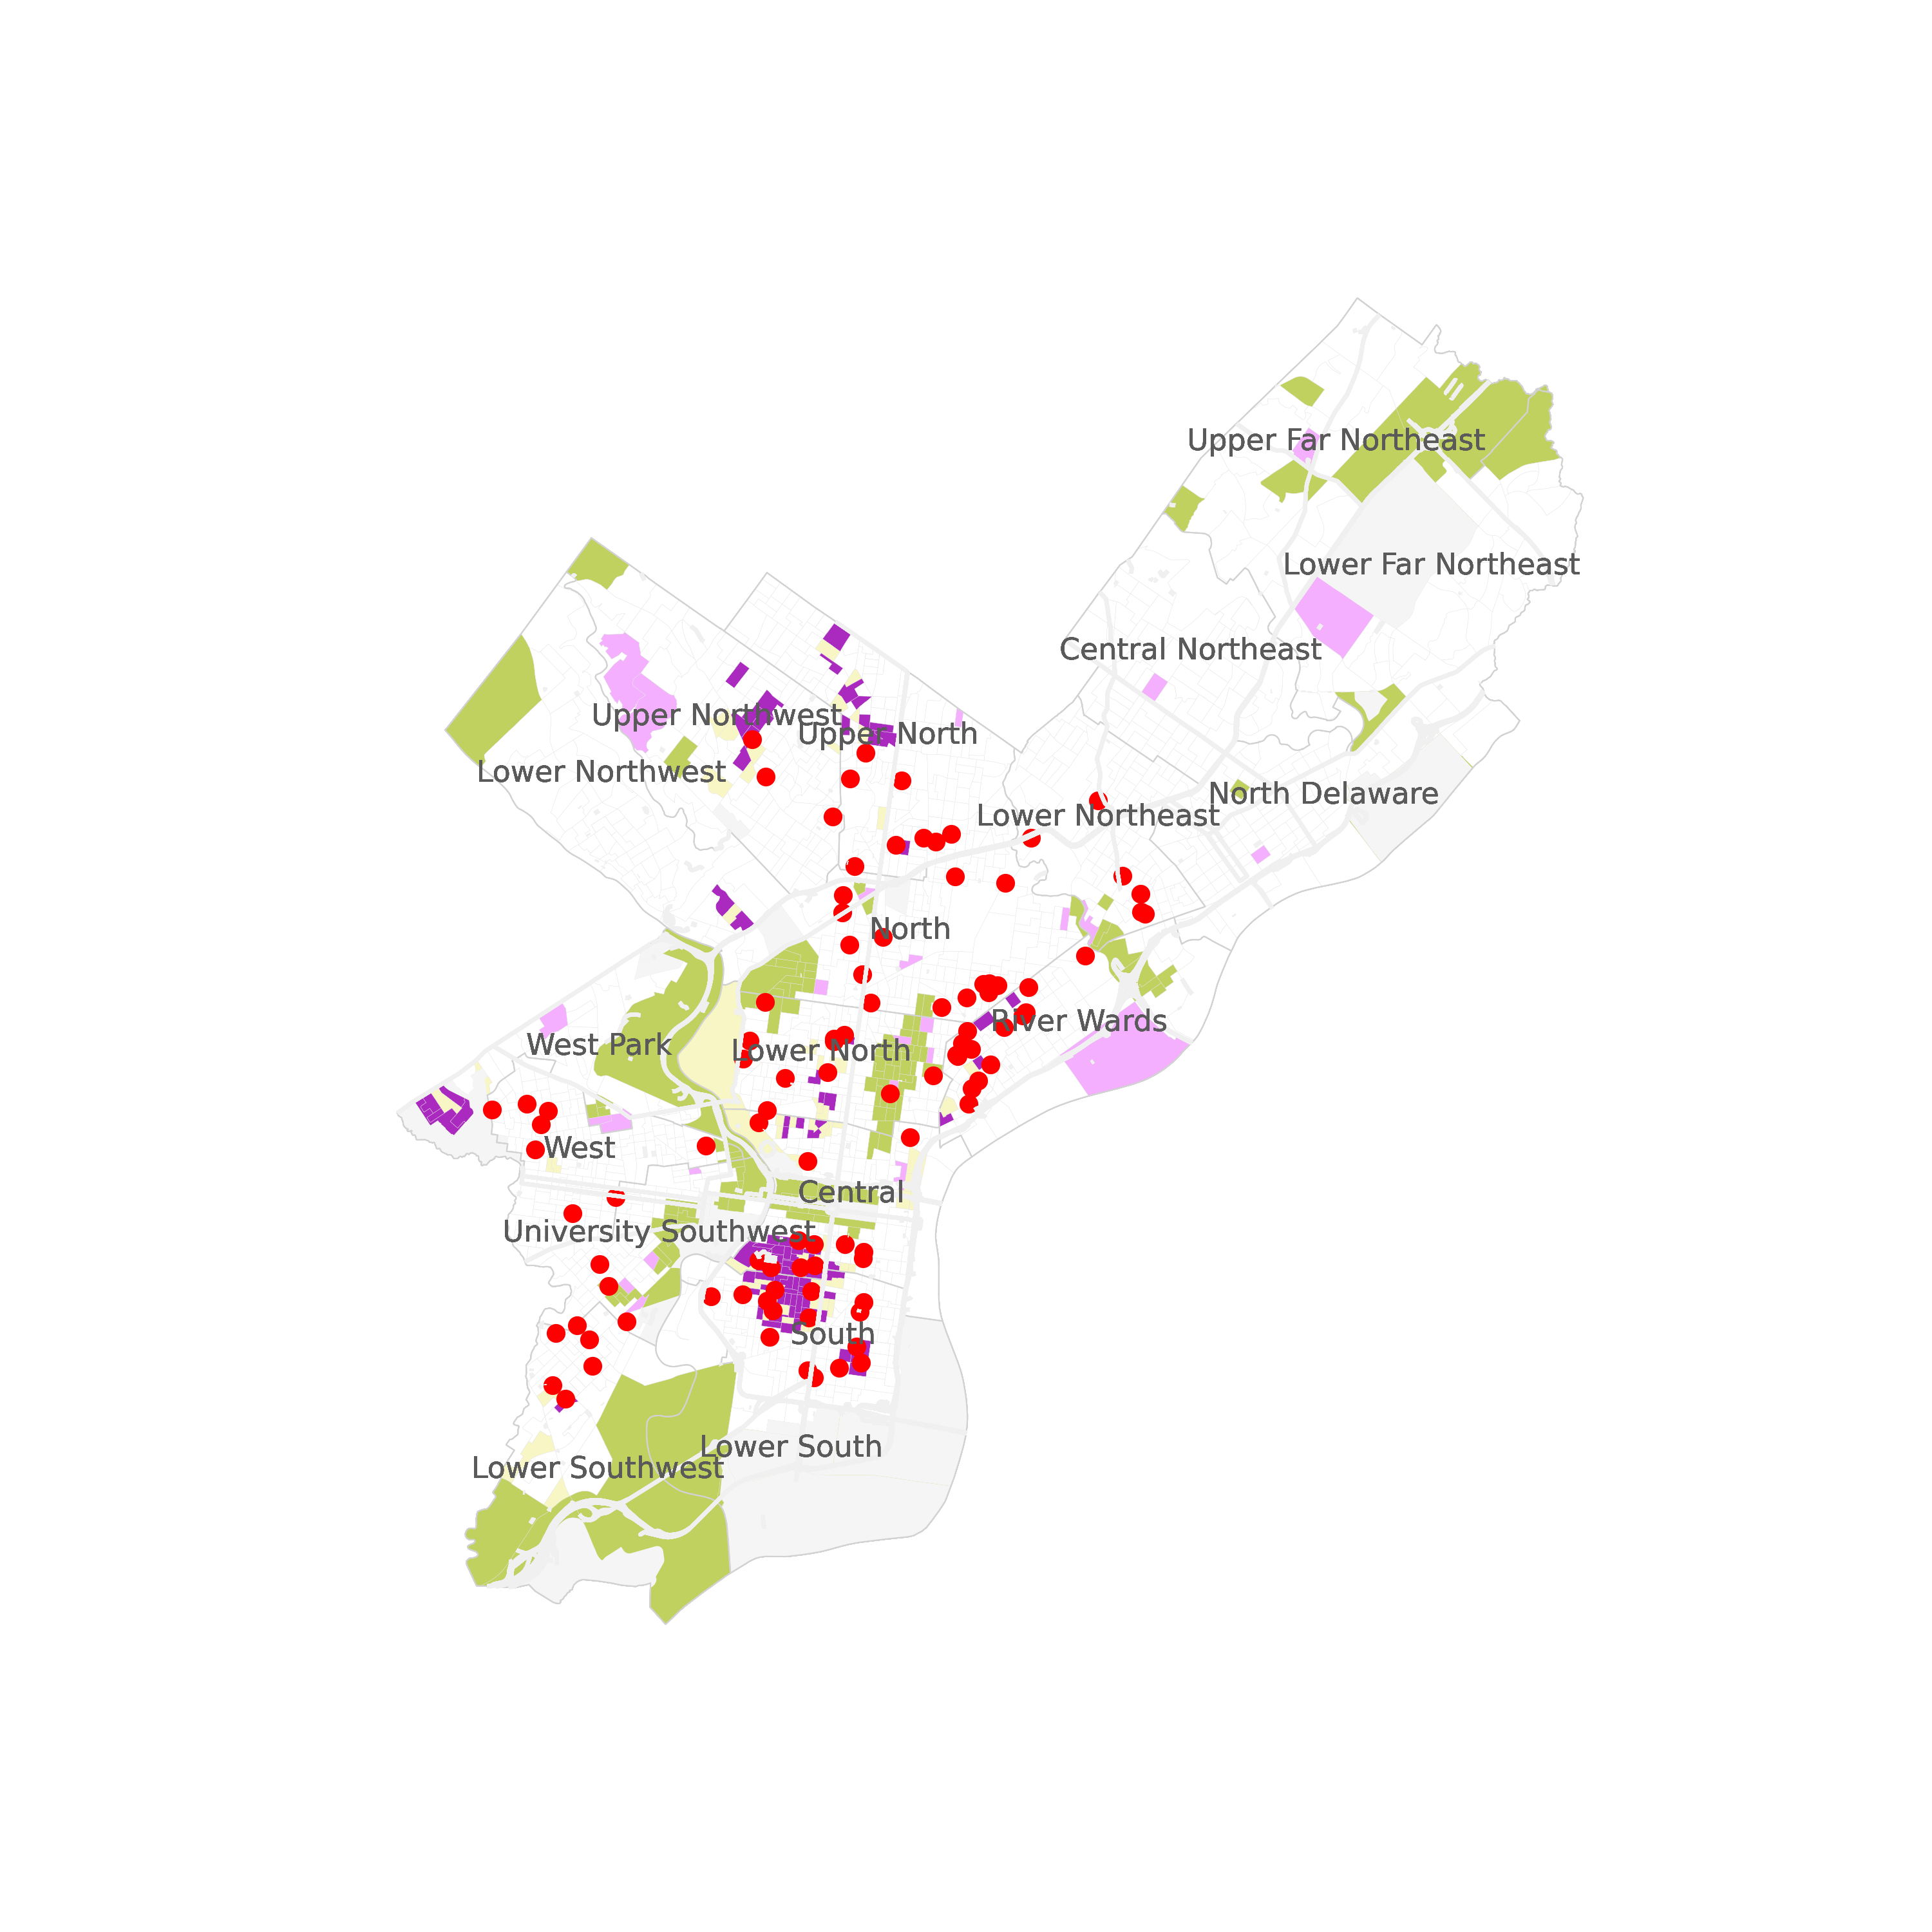 Upper Far Northeast
Lower Far Northeast
Central Northeast
Upper Northwest
Upper North
Lower Northwest
North Delaware
Lower Northeast
North
River Wards
West Park
Lower North
West
Central
University Southwest
South
Lower South
Lower Southwest